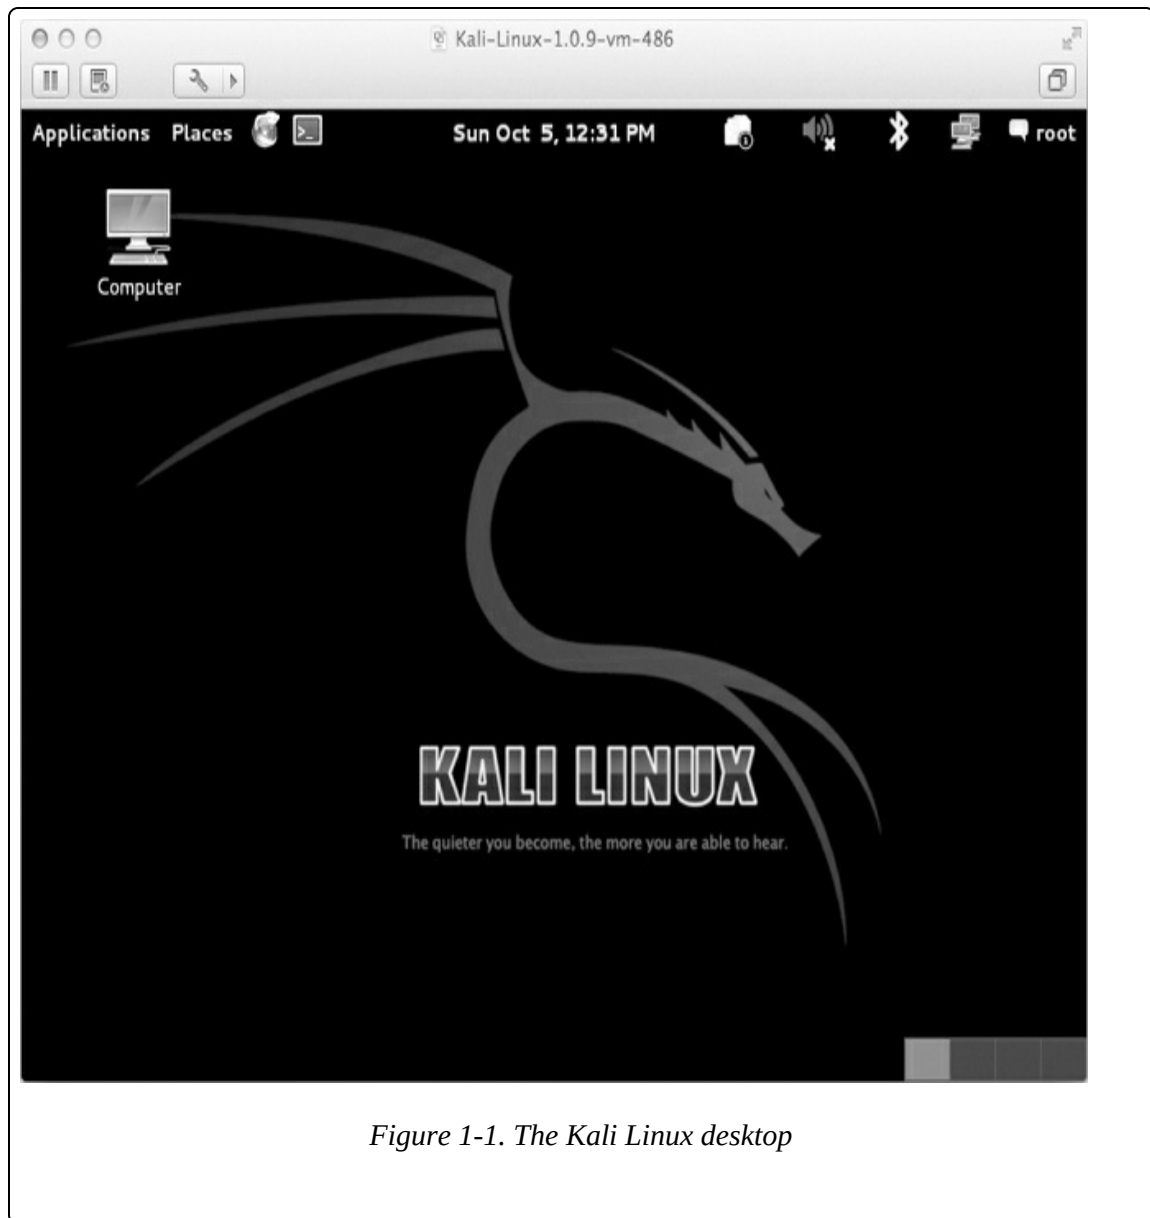 Kali-Linux-1.0.9-vm-486
Applications Places Sun Oct 5, 12:31 PM root
Computer
KALI LINUX
The quieter you become, the more you are able to hear.
Figure 1-1. The Kali Linux desktop